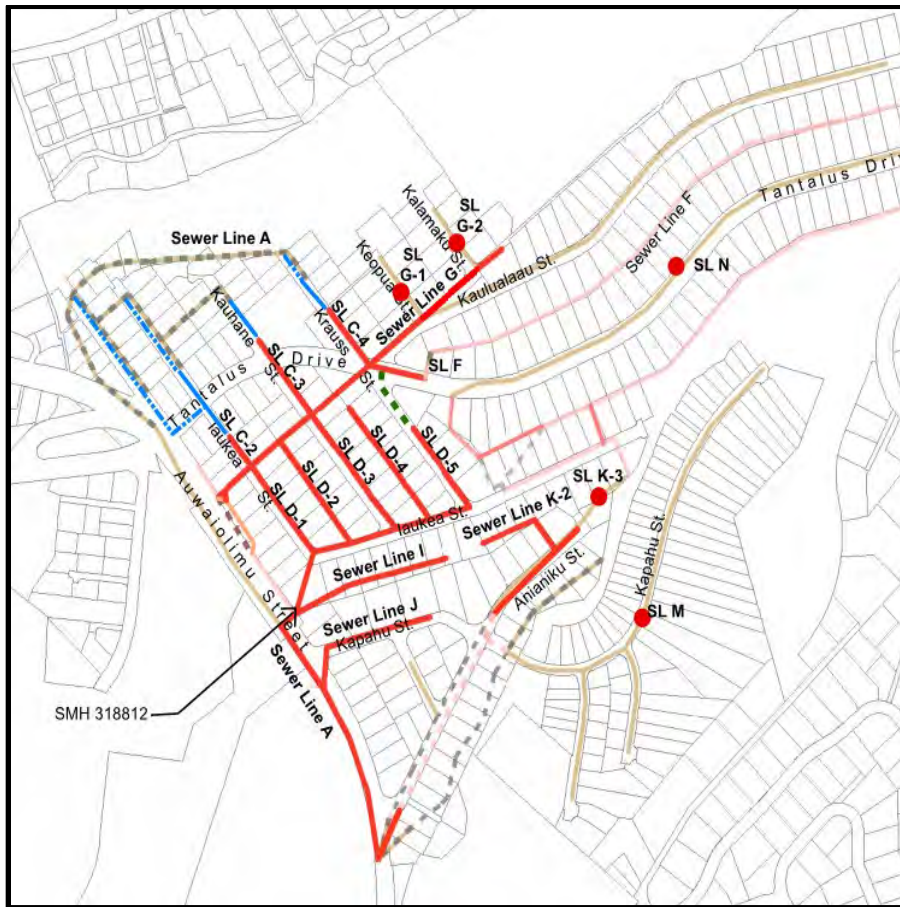 SL
G-2
Kalamaku St.
SL
G-1
Keopua St.
Sewer Line G
Sewer Line A
Kaulualaau St.
Sewer Line F
Tantalus Driv
SL N
Kauhane
St.
SL C-4
Krauss
St.
SL C-3
Tantalus Drive
SL F
SL C-2
Iaukea
St.
SL D-1
SL D-2
SL D-3
SL D-4
SL D-5
Iaukea St.
SL K-3
Sewer Line K-2
Auwaiolimu Street
Sewer Line I
Anianiku St.
Kapahu St.
Sewer Line J
Kapahu St.
SL M
Sewer Line A
SMH 318812